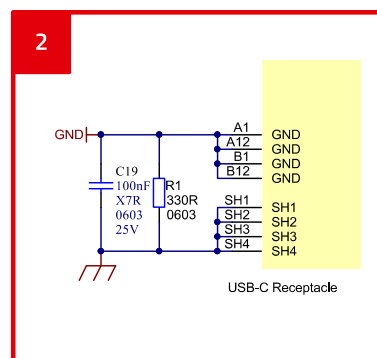 2
GND
A1
GND
A12
GND
B1
GND
B12
GND
C19
100nF
X7R
0603
25V
R1
330R
0603
SH1
SH1
SH2
SH2
SH3
SH3
SH4
SH4
USB-C Receptacle